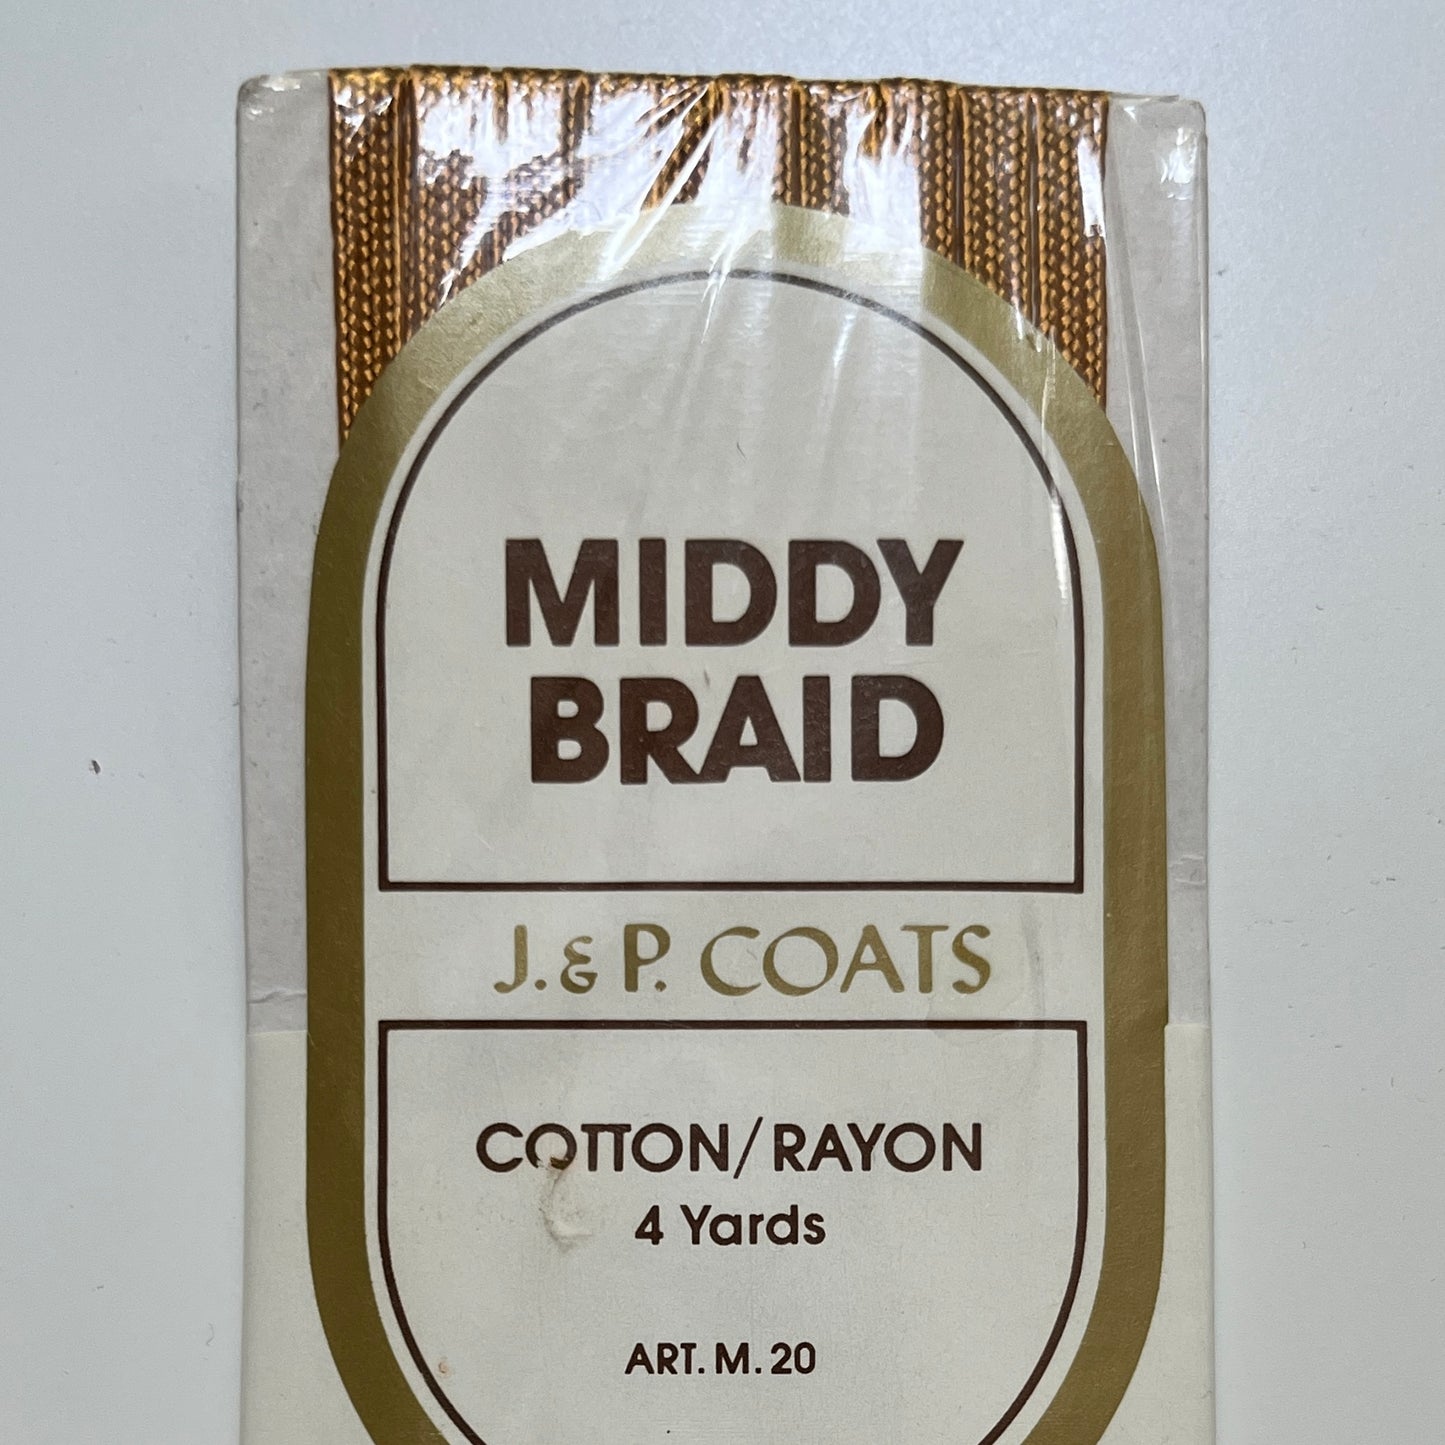 MIDDY
BRAID
J. & P. COATS
COTTON/RAYON
4 Yards
ART. M. 20